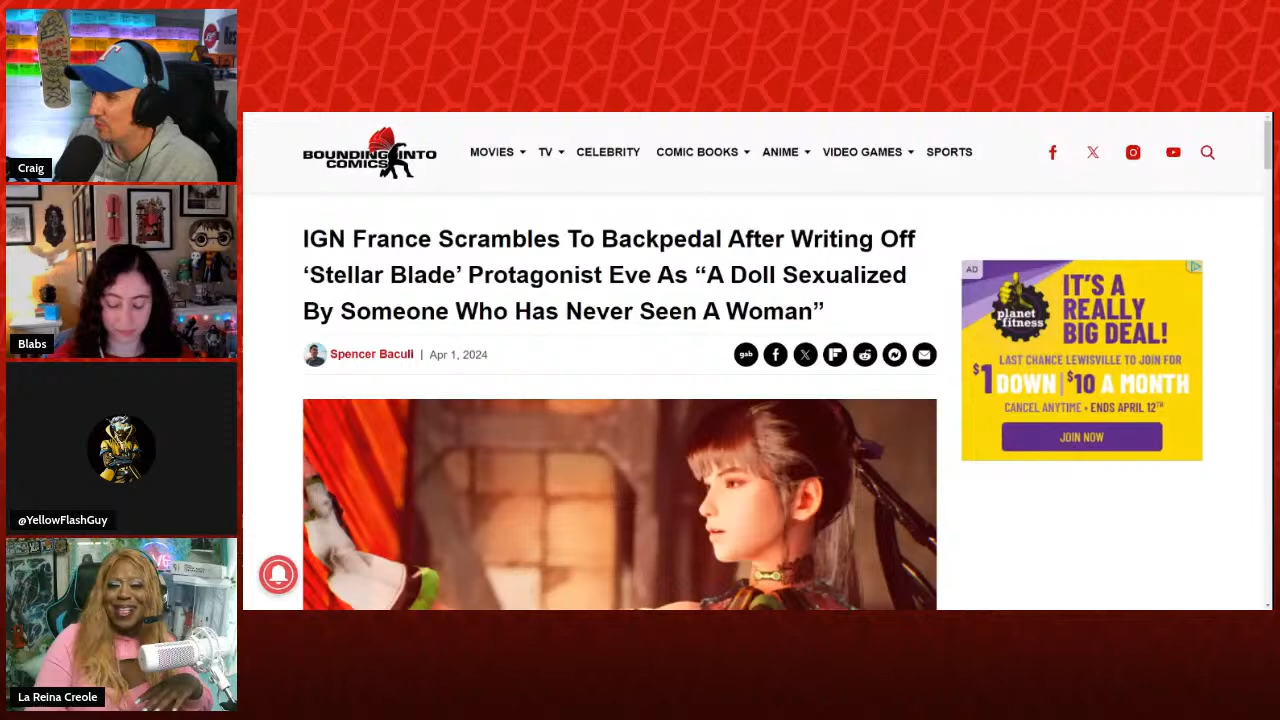 Craig
Blabs
@YellowFlashGuy
La Reina Creole
BOUNDING INTO
COMICS
MOVIES TV CELEBRITY COMIC BOOKS ANIME VIDEO GAMES SPORTS
IGN France Scrambles To Backpedal After Writing Off
‘Stellar Blade’ Protagonist Eve As “A Doll Sexualized
By Someone Who Has Never Seen A Woman”
Spencer Baculi | Apr 1, 2024
gab
AD
planet
fitness
IT'S A
REALLY
BIG DEAL!
LAST CHANCE LEWISVILLE TO JOIN FOR
$1 DOWN | $10 A MONTH
CANCEL ANYTIME • ENDS APRIL 12TH
JOIN NOW